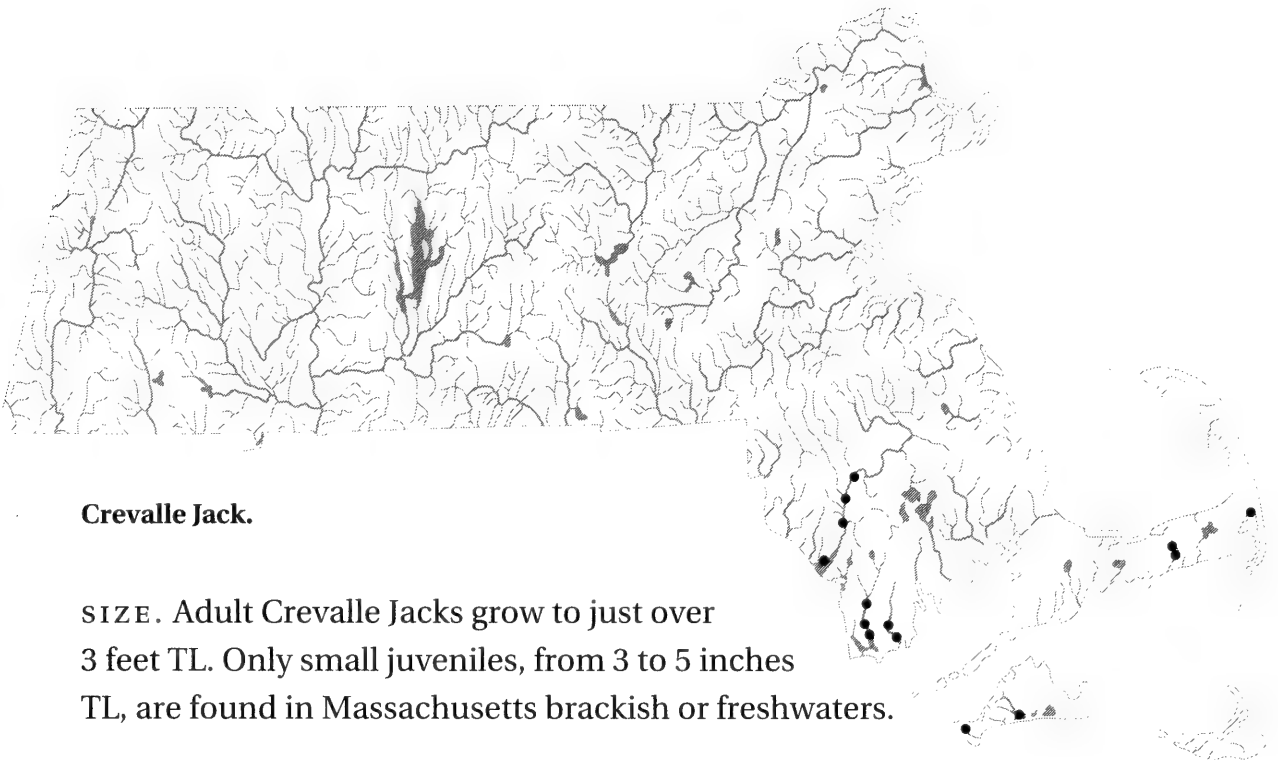 Crevalle Jack.
SIZE. Adult Crevalle Jacks grow to just over
3 feet TL. Only small juveniles, from 3 to 5 inches
TL, are found in Massachusetts brackish or freshwaters.